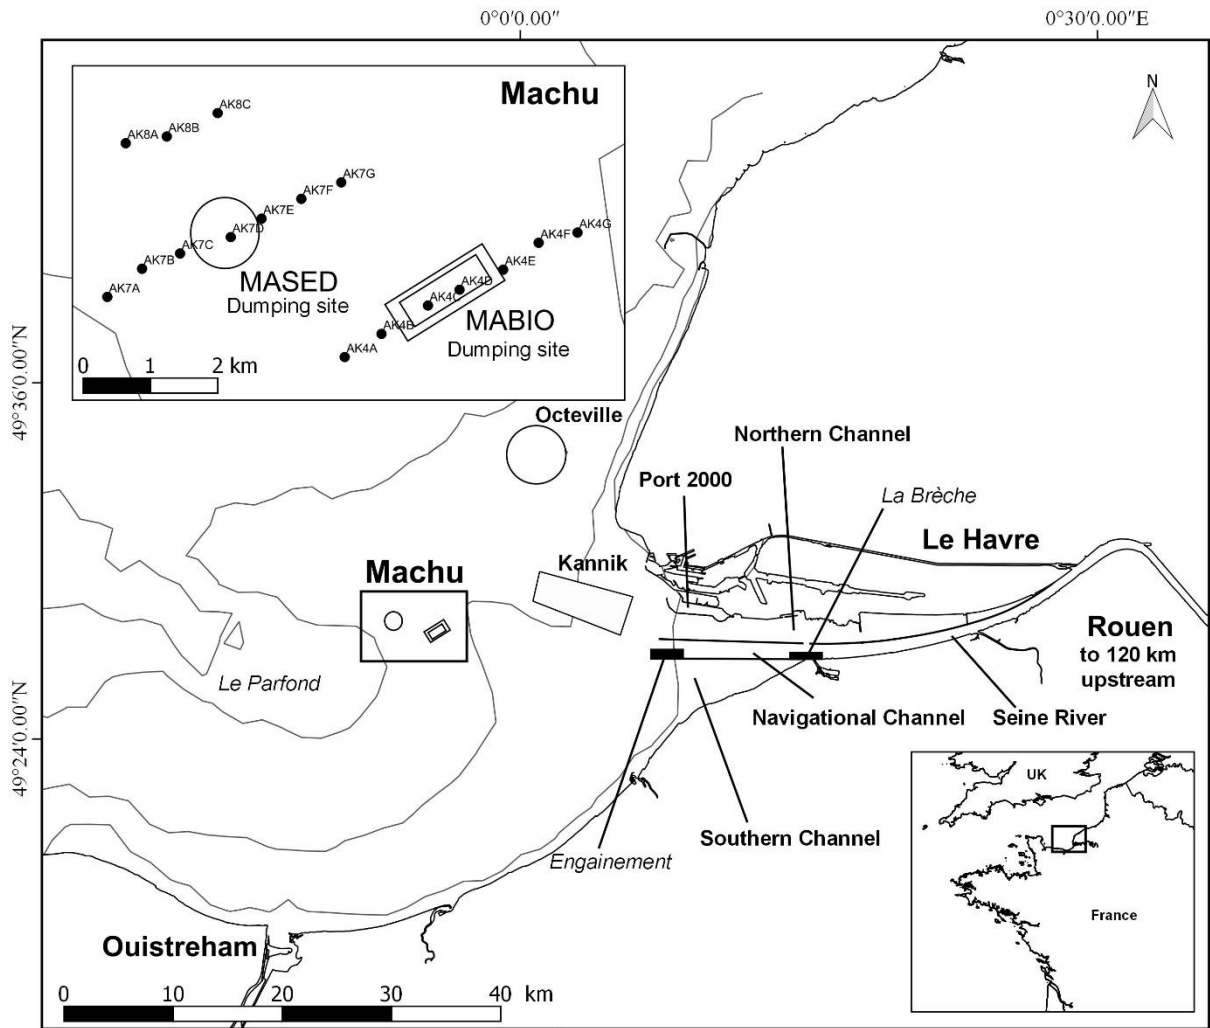 0°0'0.00"
0°30'0.00"E
Machu
N
AK8C
AK8A
AK8B
AK7G
AK7F
AK7E
AK7D
AK7C
AK7B
AK7A
AK4G
AK4F
AK4E
AK4D
AK4C
AK4B
AK4A
MASED
Dumping site
MABIO
Dumping site
0 1 2 km
49°36'0.00"N
Octeville
Northern Channel
Port 2000
La Brèche
Le Havre
Kannik
Machu
Rouen
to 120 km
upstream
Le Parfond
Navigational Channel
Seine River
49°24'0.00"N
UK
France
Southern Channel
Engainement
Ouistreham
0 10 20 30 40 km